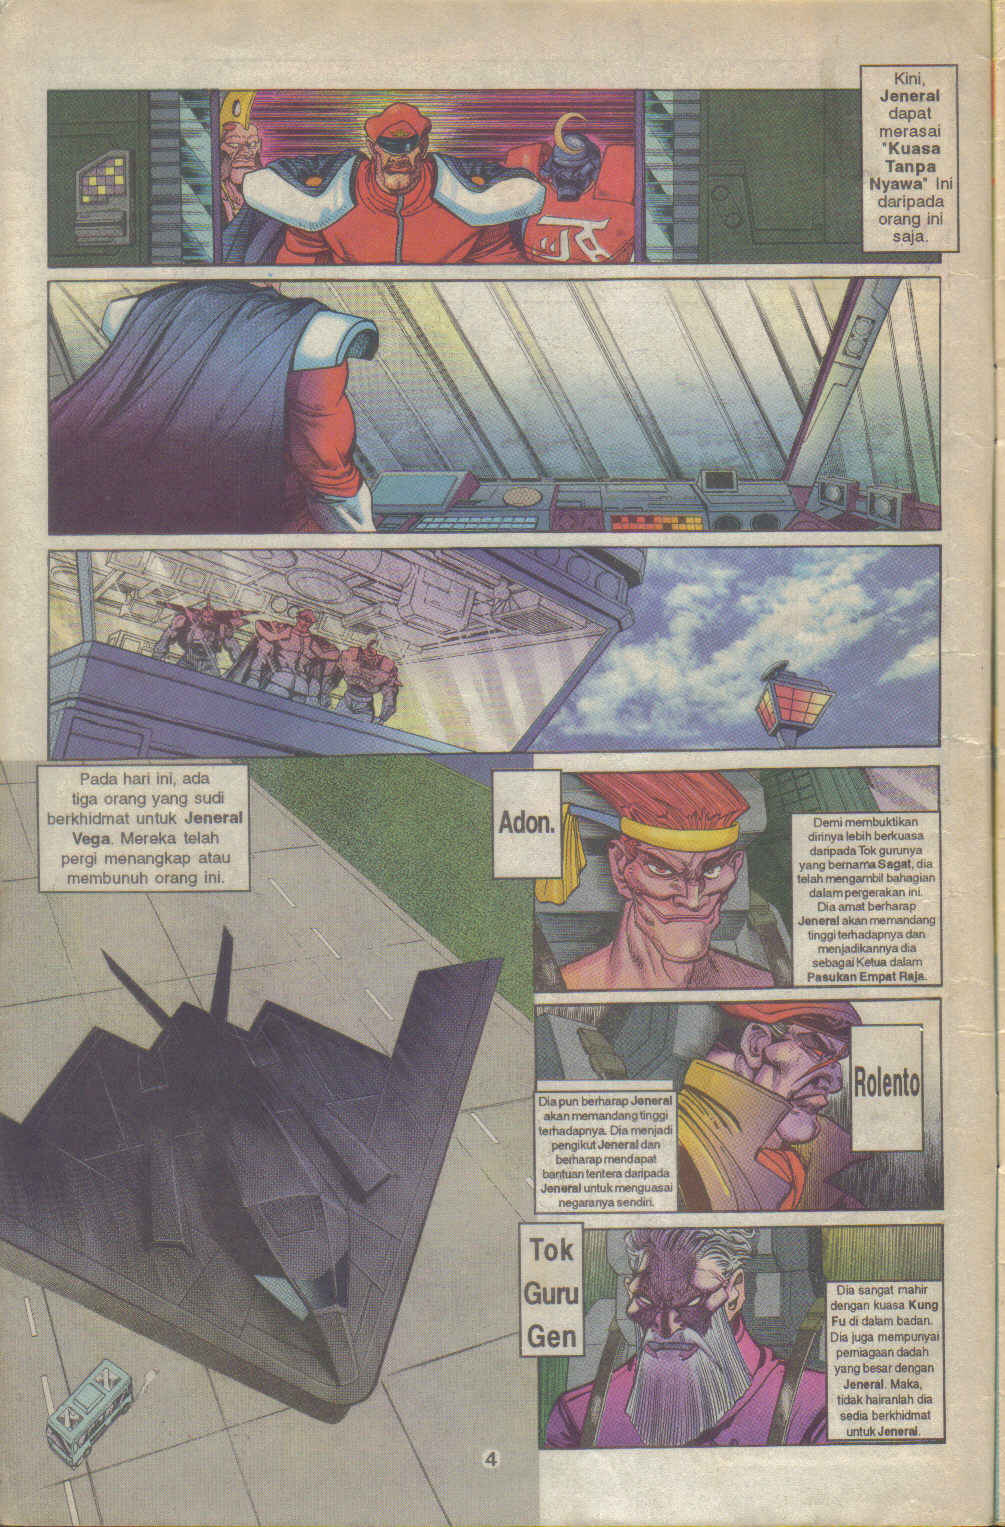 Kini,
Jeneral
dapat
merasai
"Kuasa
Tanpa
Nyawa" Ini
daripada
orang ini
saja.
Pada hari ini, ada
tiga orang yang sudi
berkhidmat untuk Jeneral
Vega. Mereka telah
pergi menangkap atau
membunuh orang ini.
Adon.
Demi membuktikan
dirinya lebih berkuasa
daripada Tok gurunya
yang bernama Sagat, dia
telah mengambil bahagian
dalam pergerakan ini.
Dia amat berharap
Jeneral akan memandang
tinggi terhadapnya dan
menjadikannya dia
sebagai Ketua dalam
Pasukan Empat Raja.
Rolento
Dia pun berharap Jeneral
akan memandang tinggi
terhadapnya. Dia menjadi
pengikut Jeneral dan
berharap mendapat
bantuan tentera daripada
Jeneral untuk menguasai
negaranya sendiri.
Tok
Guru
Gen
Dia sangat mahir
dengan kuasa Kung
Fu di dalam badan.
Dia juga mempunyai
perniagaan dadah
yang besar dengan
Jeneral. Maka,
tidak hairanlah dia
sedia berkhidmat
untuk Jeneral.
4